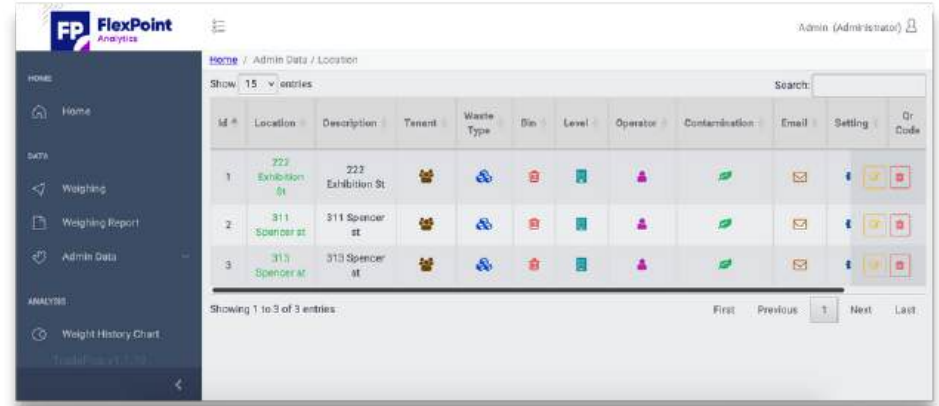 FlexPoint
Analytics
Admin (Administrator)
Home / Admin Data / Location
HOME
Home
DATA
Weighing
Weighing Report
Admin Data
ANALYSIS
Weight History Chart
Show 15 entries
Search:
Id Location Description Tenant Waste Type Bin Level Operator Contamination Email Setting Qr Code
1 222 Exhibition St 222 Exhibition St
2 311 Spencer st 311 Spencer st
3 313 Spencer st 313 Spencer st
Showing 1 to 3 of 3 entries
First Previous 1 Next Last